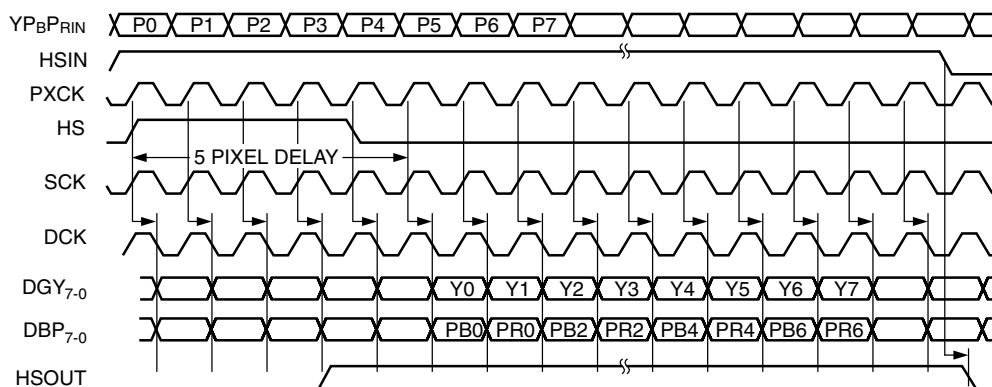 YPBPRIN P0 P1 P2 P3 P4 P5 P6 P7
HSIN
PXCK
HS
5 PIXEL DELAY
SCK
DCK
DGY7-0 Y0 Y1 Y2 Y3 Y4 Y5 Y6 Y7
DBP7-0 PB0 PR0 PB2 PR2 PB4 PR4 PB6 PR6
HSOUT